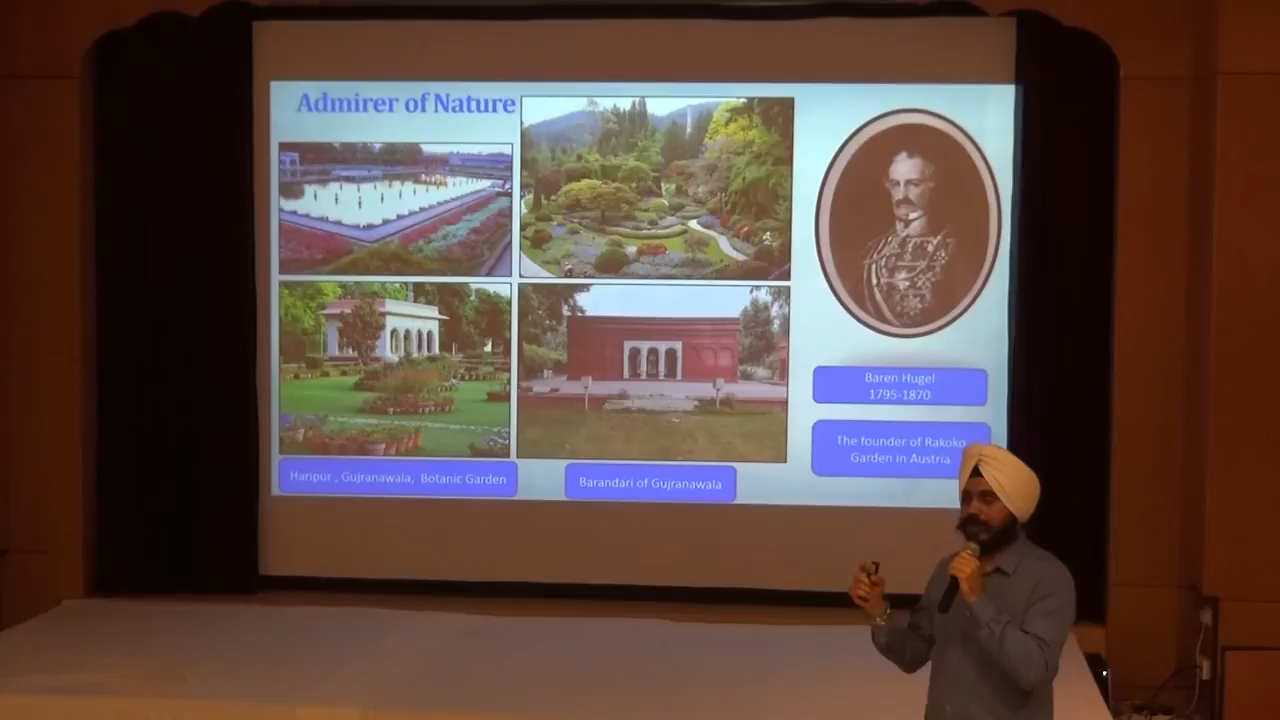 Admirer of Nature
Baren Hugel
1795-1870
The founder of Rakoko
Garden in Austria
Haripur , Gujranawala, Botanic Garden
Barandari of Gujranawala